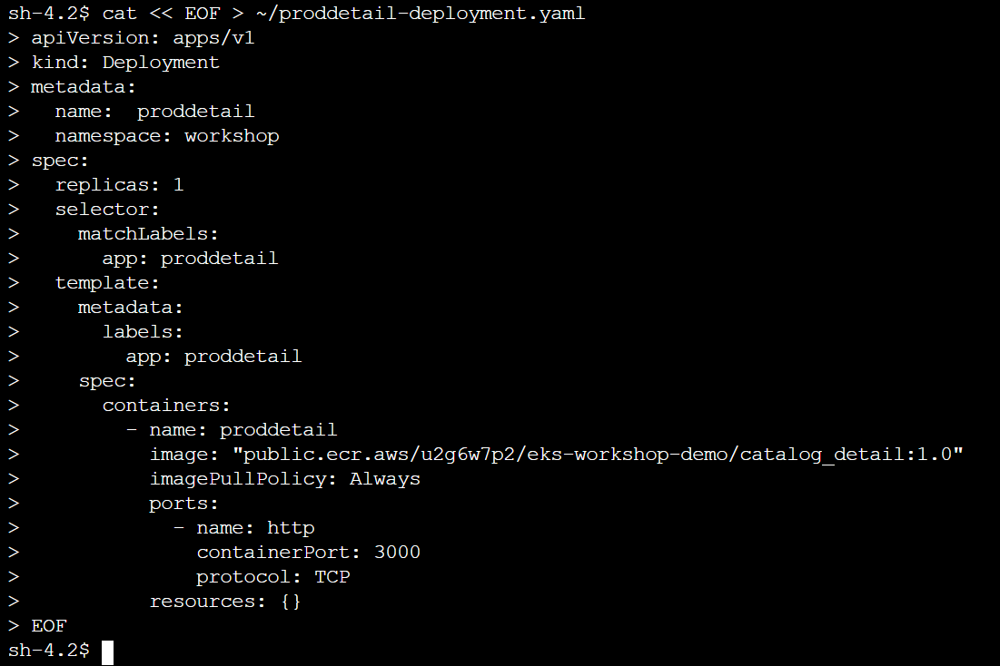 sh-4.2$ cat << EOF > ~/proddetail-deployment.yaml
> apiVersion: apps/v1
> kind: Deployment
> metadata:
>   name:  proddetail
>   namespace: workshop
> spec:
>   replicas: 1
>   selector:
>     matchLabels:
>       app: proddetail
>   template:
>     metadata:
>       labels:
>         app: proddetail
>     spec:
>       containers:
>         - name: proddetail
>           image: "public.ecr.aws/u2g6w7p2/eks-workshop-demo/catalog_detail:1.0"
>           imagePullPolicy: Always
>           ports:
>             - name: http
>               containerPort: 3000
>               protocol: TCP
>           resources: {}
> EOF
sh-4.2$